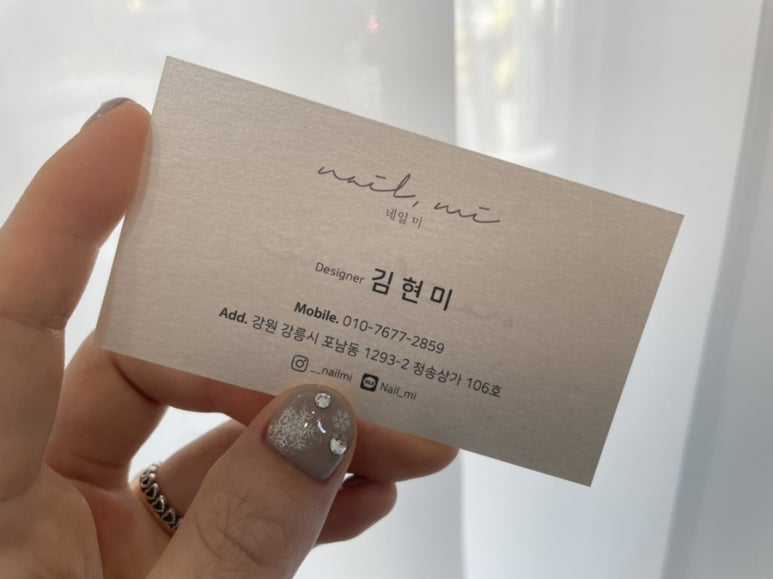 nail, mi
네일 미
Designer 김현미
Mobile. 010-7677-2859
Add. 강원 강릉시 포남동 1293-2 청송상가 106호
__nailmi TALK Nail_mi